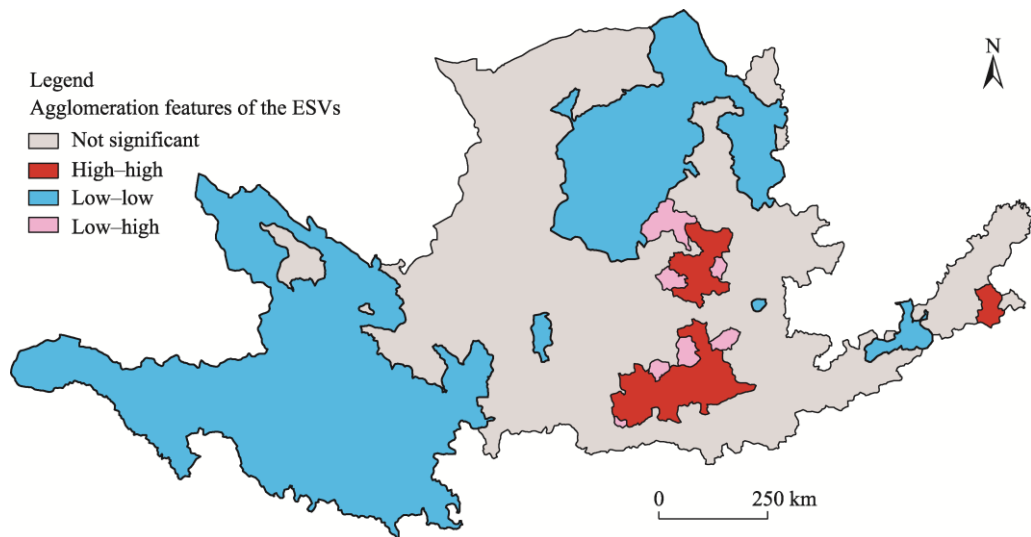 N
Legend
Agglomeration features of the ESVs
Not significant
High–high
Low–low
Low–high
0 250 km